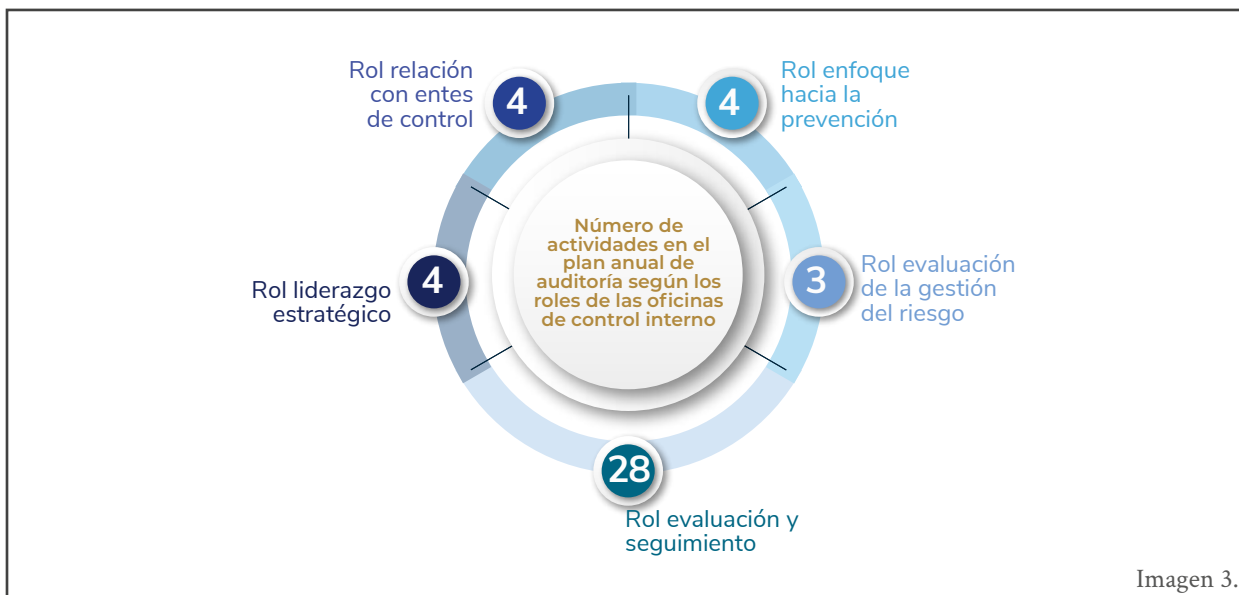 Rol relación
con entes
de control
4
4
Rol enfoque
hacia la
prevención
Número de
actividades en el
plan anual de
auditoría según los
roles de las oficinas
de control interno
Rol liderazgo
estratégico
4
3
Rol evaluación
de la gestión
del riesgo
28
Rol evaluación y
seguimiento
Imagen 3.